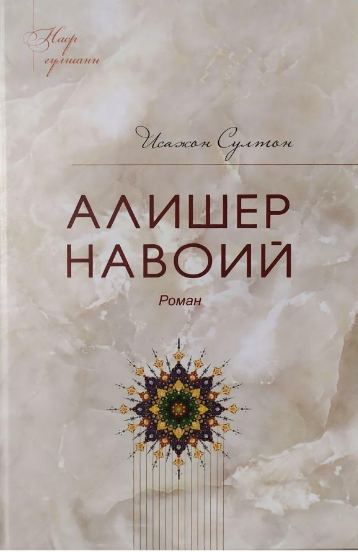 Наср
гулшани
Исажон Султон
АЛИШЕР
НАВОИЙ
Роман